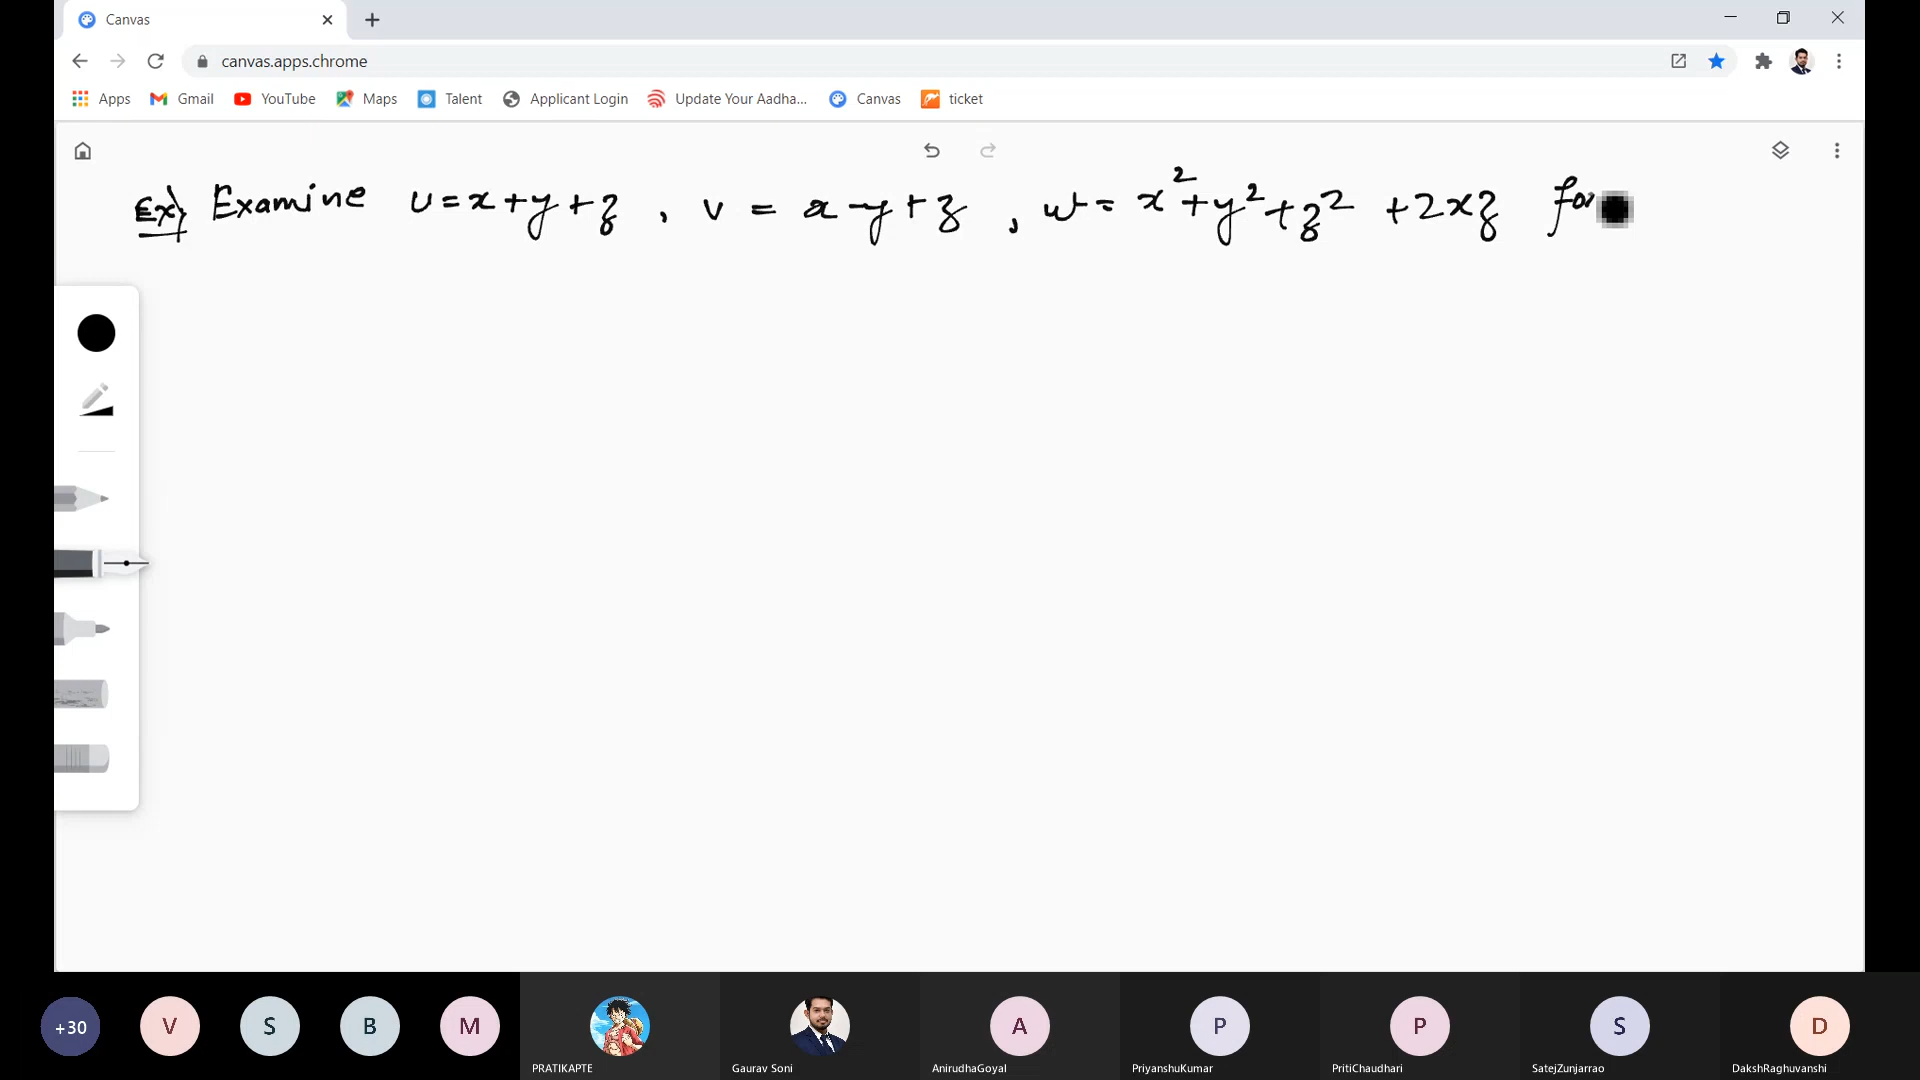 Canvas
canvas.apps.chrome
Apps Gmail YouTube Maps Talent Applicant Login Update Your Aadha... Canvas ticket
Ex) Examine u=x+y+z , v = x-y+z , w = x²+y²+z² +2xz for
+30 V S B M A P P S D
PRATIKAPTE Gaurav Soni AnirudhaGoyal PriyanshuKumar PritiChaudhari SatejZunjarrao DakshRaghuvanshi